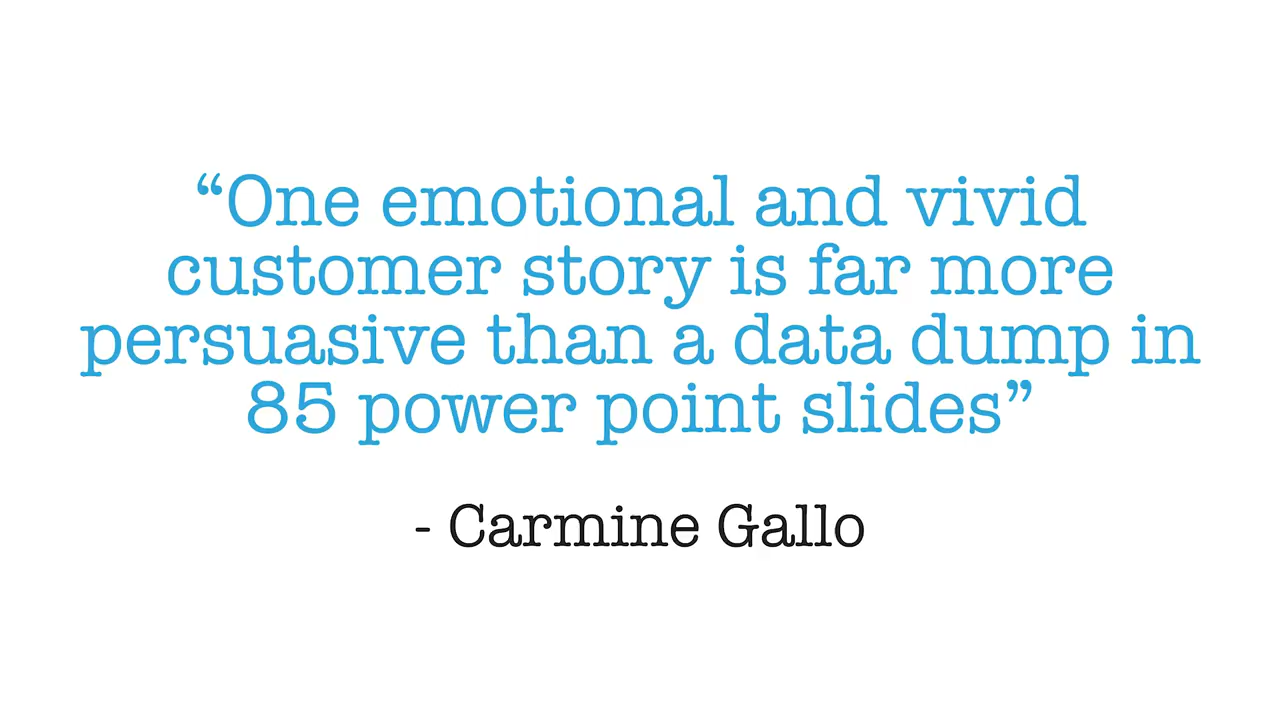 “One emotional and vivid
customer story is far more
persuasive than a data dump in
85 power point slides”
- Carmine Gallo